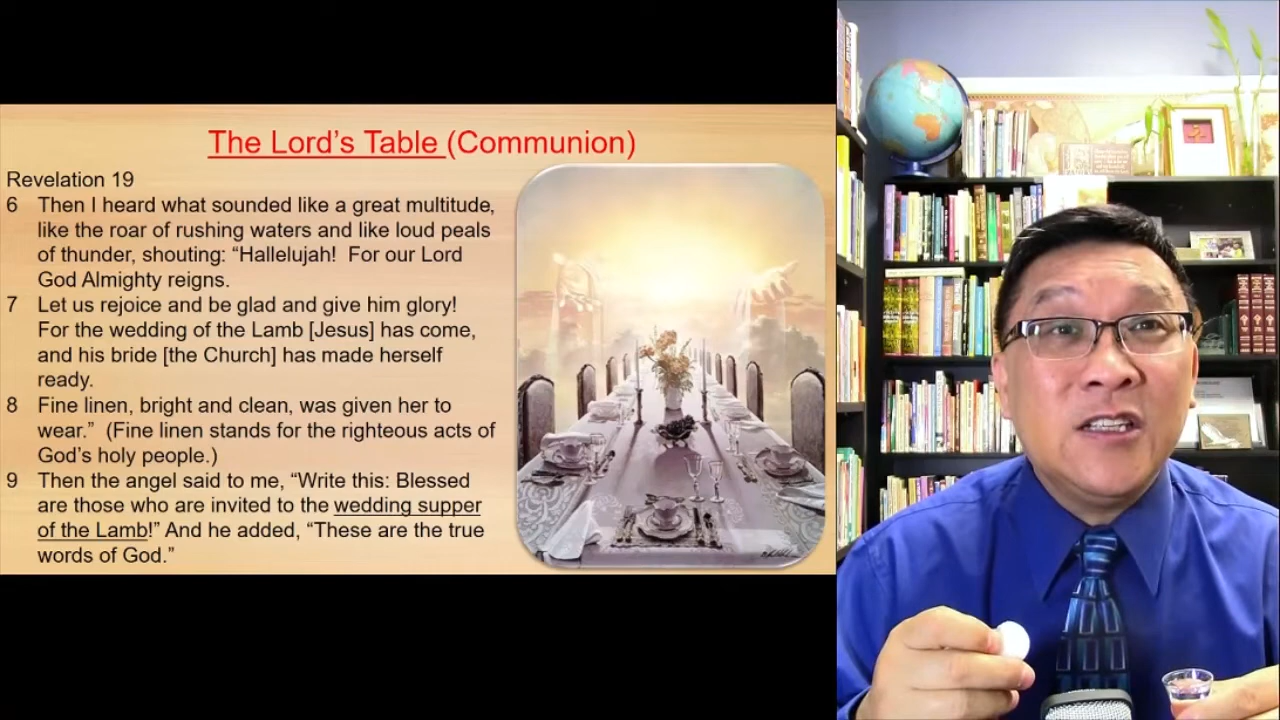 The Lord’s Table (Communion)
Revelation 19
6 Then I heard what sounded like a great multitude,
like the roar of rushing waters and like loud peals
of thunder, shouting: “Hallelujah! For our Lord
God Almighty reigns.
7 Let us rejoice and be glad and give him glory!
For the wedding of the Lamb [Jesus] has come,
and his bride [the Church] has made herself
ready.
8 Fine linen, bright and clean, was given her to
wear.” (Fine linen stands for the righteous acts of
God’s holy people.)
9 Then the angel said to me, “Write this: Blessed
are those who are invited to the wedding supper
of the Lamb!” And he added, “These are the true
words of God.”